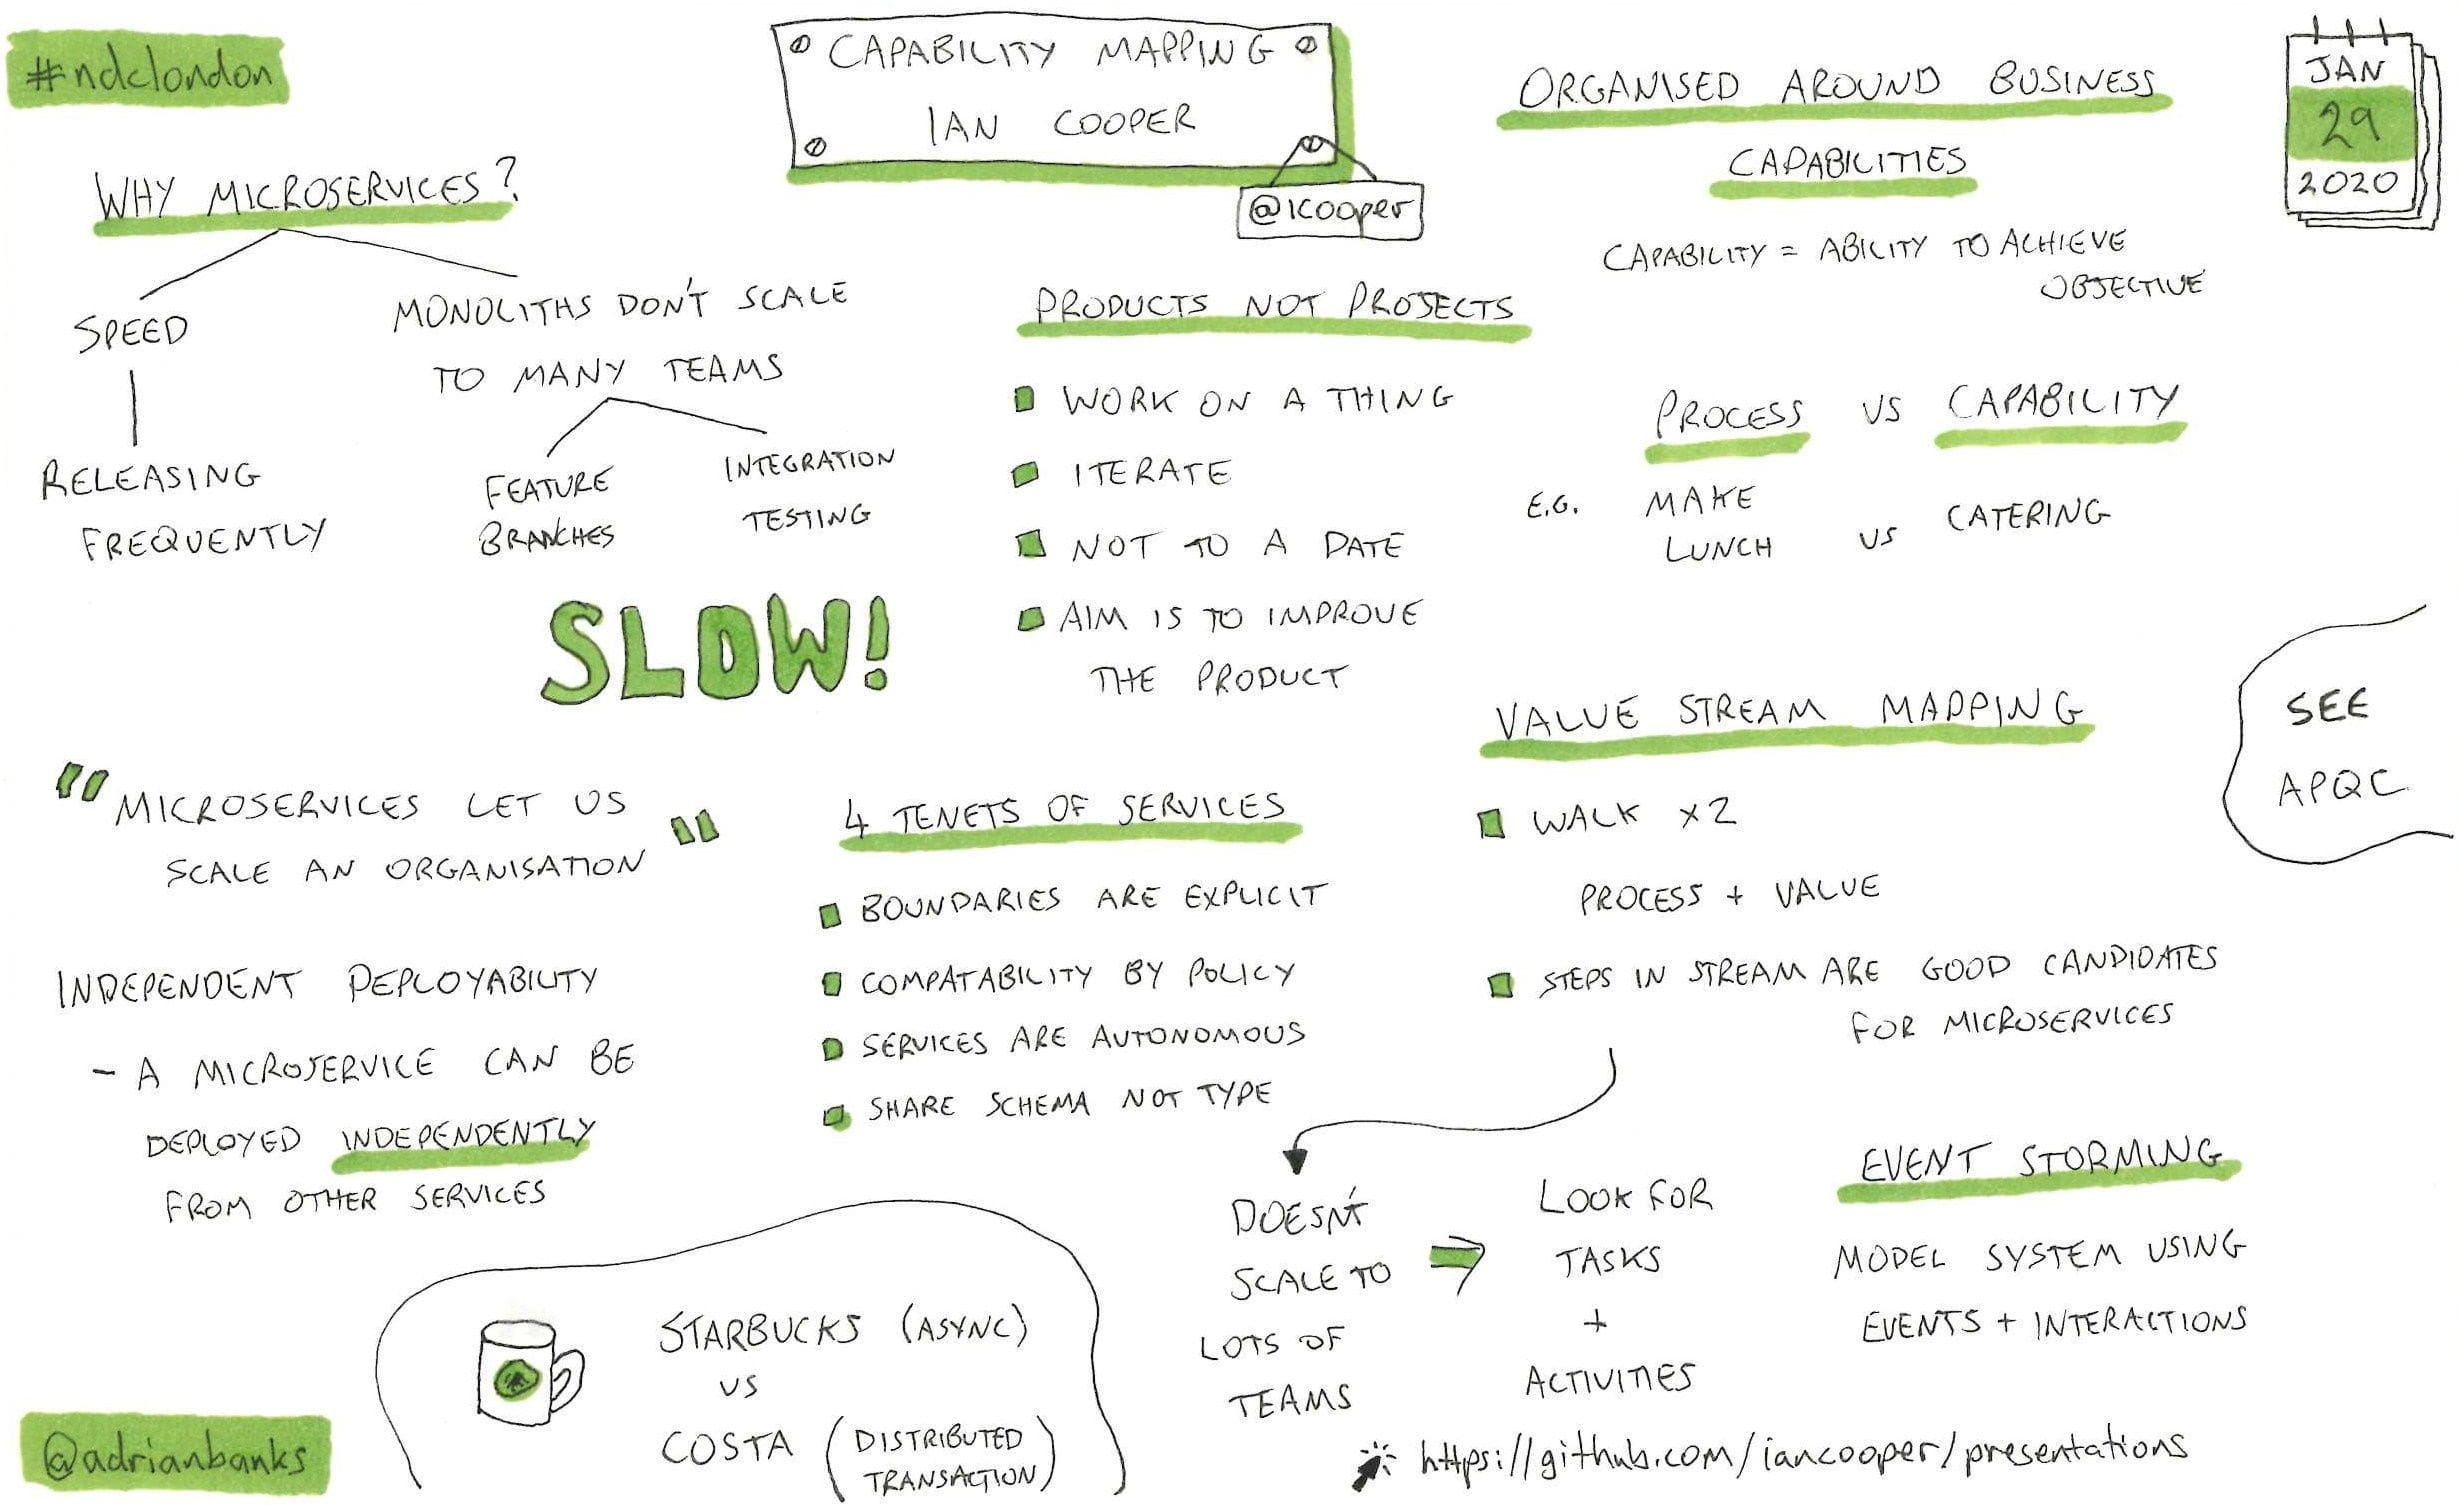 #ndclondon
CAPABILITY MAPPING
IAN COOPER
@icooper
JAN
29
2020
WHY MICROSERVICES?
SPEED
RELEASING
FREQUENTLY
MONOLITHS DON'T SCALE
TO MANY TEAMS
FEATURE
BRANCHES
INTEGRATION
TESTING
SLOW!
"MICROSERVICES LET US
SCALE AN ORGANISATION"
INDEPENDENT DEPLOYABILITY
- A MICROSERVICE CAN BE
DEPLOYED INDEPENDENTLY
FROM OTHER SERVICES
PRODUCTS NOT PROJECTS
WORK ON A THING
ITERATE
NOT TO A DATE
AIM IS TO IMPROVE
THE PRODUCT
4 TENETS OF SERVICES
BOUNDARIES ARE EXPLICIT
COMPATABILITY BY POLICY
SERVICES ARE AUTONOMOUS
SHARE SCHEMA NOT TYPE
STARBUCKS (ASYNC)
VS
COSTA (DISTRIBUTED
TRANSACTION)
ORGANISED AROUND BUSINESS
CAPABILITIES
CAPABILITY = ABILITY TO ACHIEVE
OBJECTIVE
PROCESS VS CAPABILITY
E.G. MAKE
LUNCH VS CATERING
SEE
APQC
VALUE STREAM MAPPING
WALK x2
PROCESS + VALUE
STEPS IN STREAM ARE GOOD CANDIDATES
FOR MICROSERVICES
DOESN'T
SCALE TO
LOTS OF
TEAMS
LOOK FOR
TASKS
+
ACTIVITIES
EVENT STORMING
MODEL SYSTEM USING
EVENTS + INTERACTIONS
https://github.com/iancooper/presentations
@adrianbanks